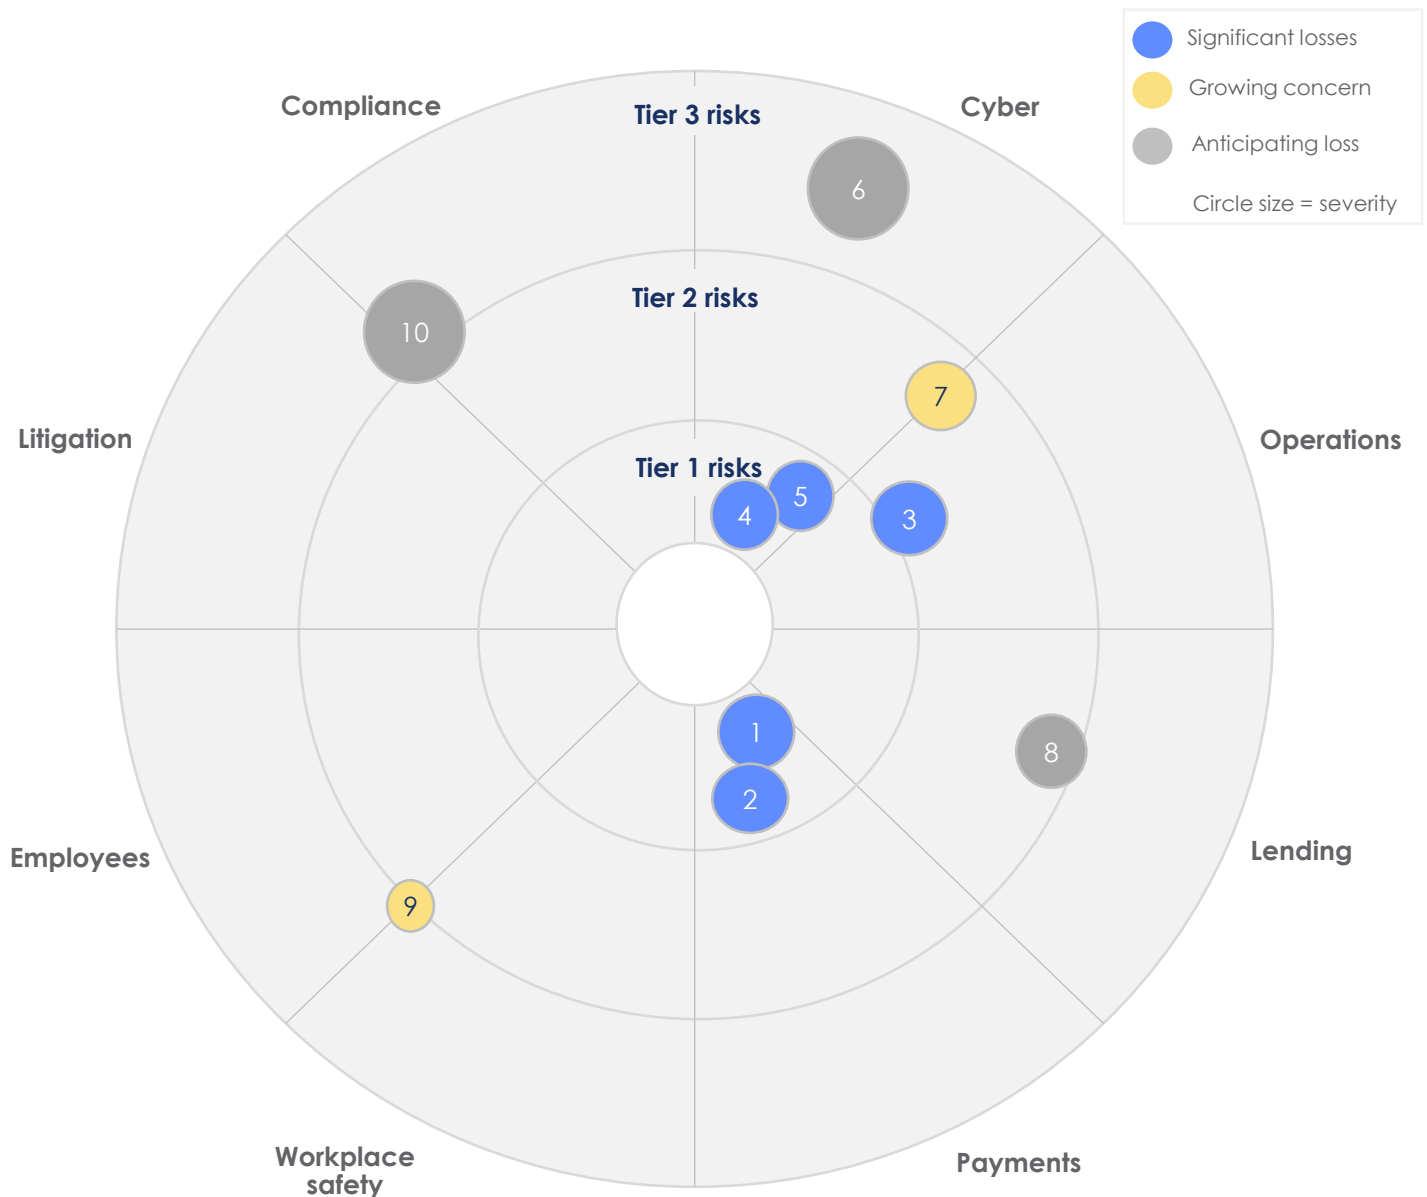 Significant losses
Growing concern
Anticipating loss
Circle size = severity
Compliance
Tier 3 risks
Cyber
6
Tier 2 risks
10
7
Litigation
Operations
Tier 1 risks
4
5
3
1
8
2
Employees
Lending
9
Workplace
safety
Payments